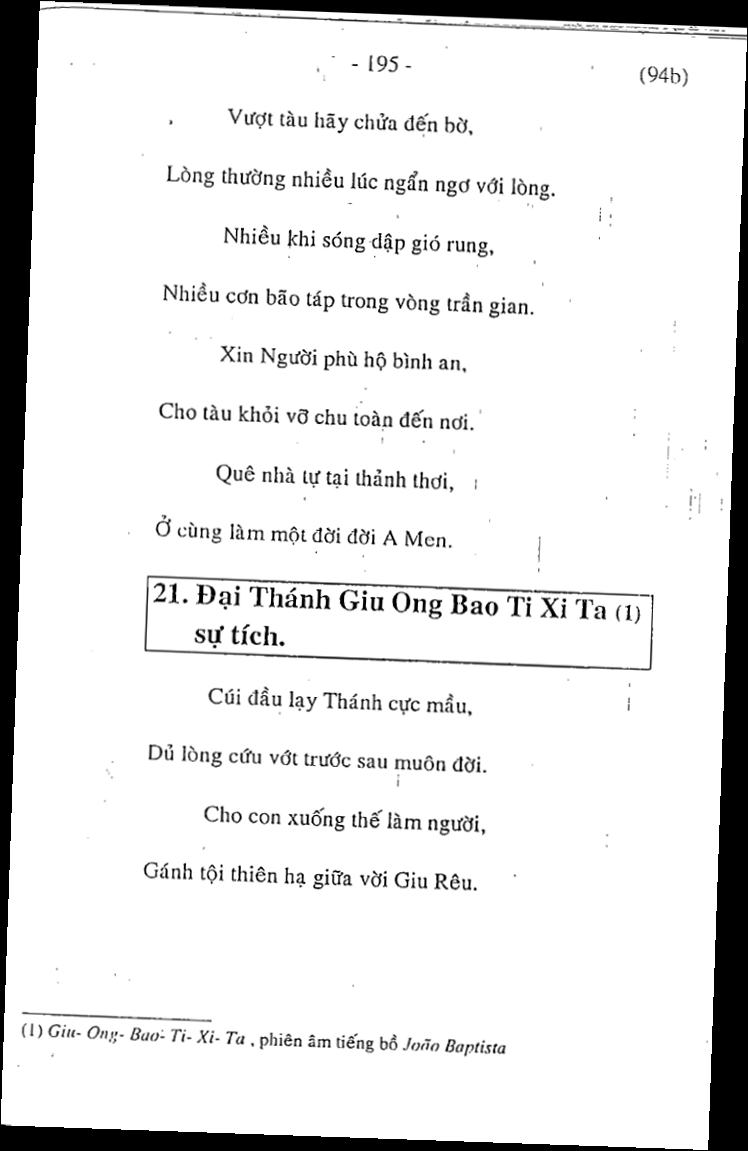 - 195 -
(94b)
Vượt tàu hãy chửa đến bờ,
Lòng thường nhiều lúc ngẩn ngơ với lòng.
Nhiều khi sóng dập gió rung,
Nhiều cơn bão táp trong vòng trần gian.
Xin Người phù hộ bình an,
Cho tàu khỏi vỡ chu toàn đến nơi.
Quê nhà tự tại thảnh thơi,
Ở cùng làm một đời đời A Men.
21. Đại Thánh Giu Ong Bao Ti Xi Ta (1)
sự tích.
Cúi đầu lạy Thánh cực mầu,
Dủ lòng cứu vớt trước sau muôn đời.
Cho con xuống thế làm người,
Gánh tội thiên hạ giữa vời Giu Rêu.
(1) Giu- Ong- Bao- Ti- Xi- Ta , phiên âm tiếng bồ João Baptista